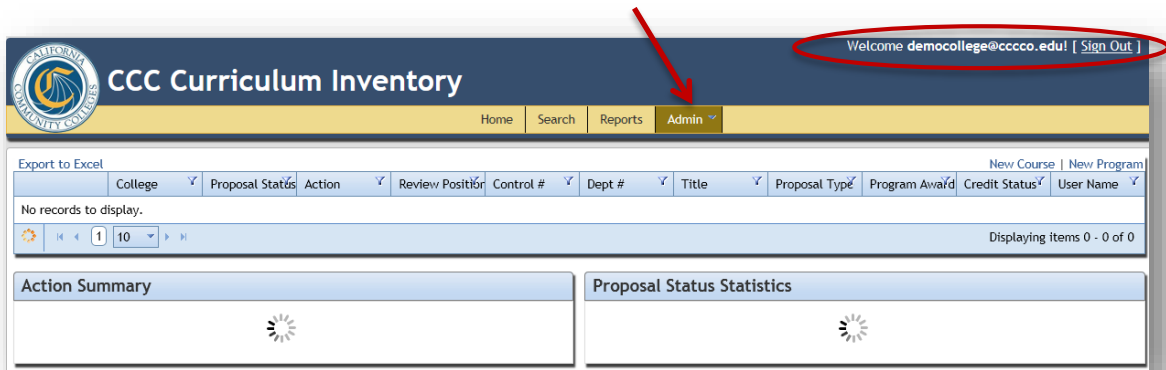 Welcome democollege@cccco.edu! [ Sign Out ]
CALIFORNIA COMMUNITY COLLEGES
CCC Curriculum Inventory
Home Search Reports Admin
Export to Excel New Course | New Program
College Proposal Status Action Review Position Control # Dept # Title Proposal Type Program Award Credit Status User Name
No records to display.
1 10 Displaying items 0 - 0 of 0
Action Summary Proposal Status Statistics